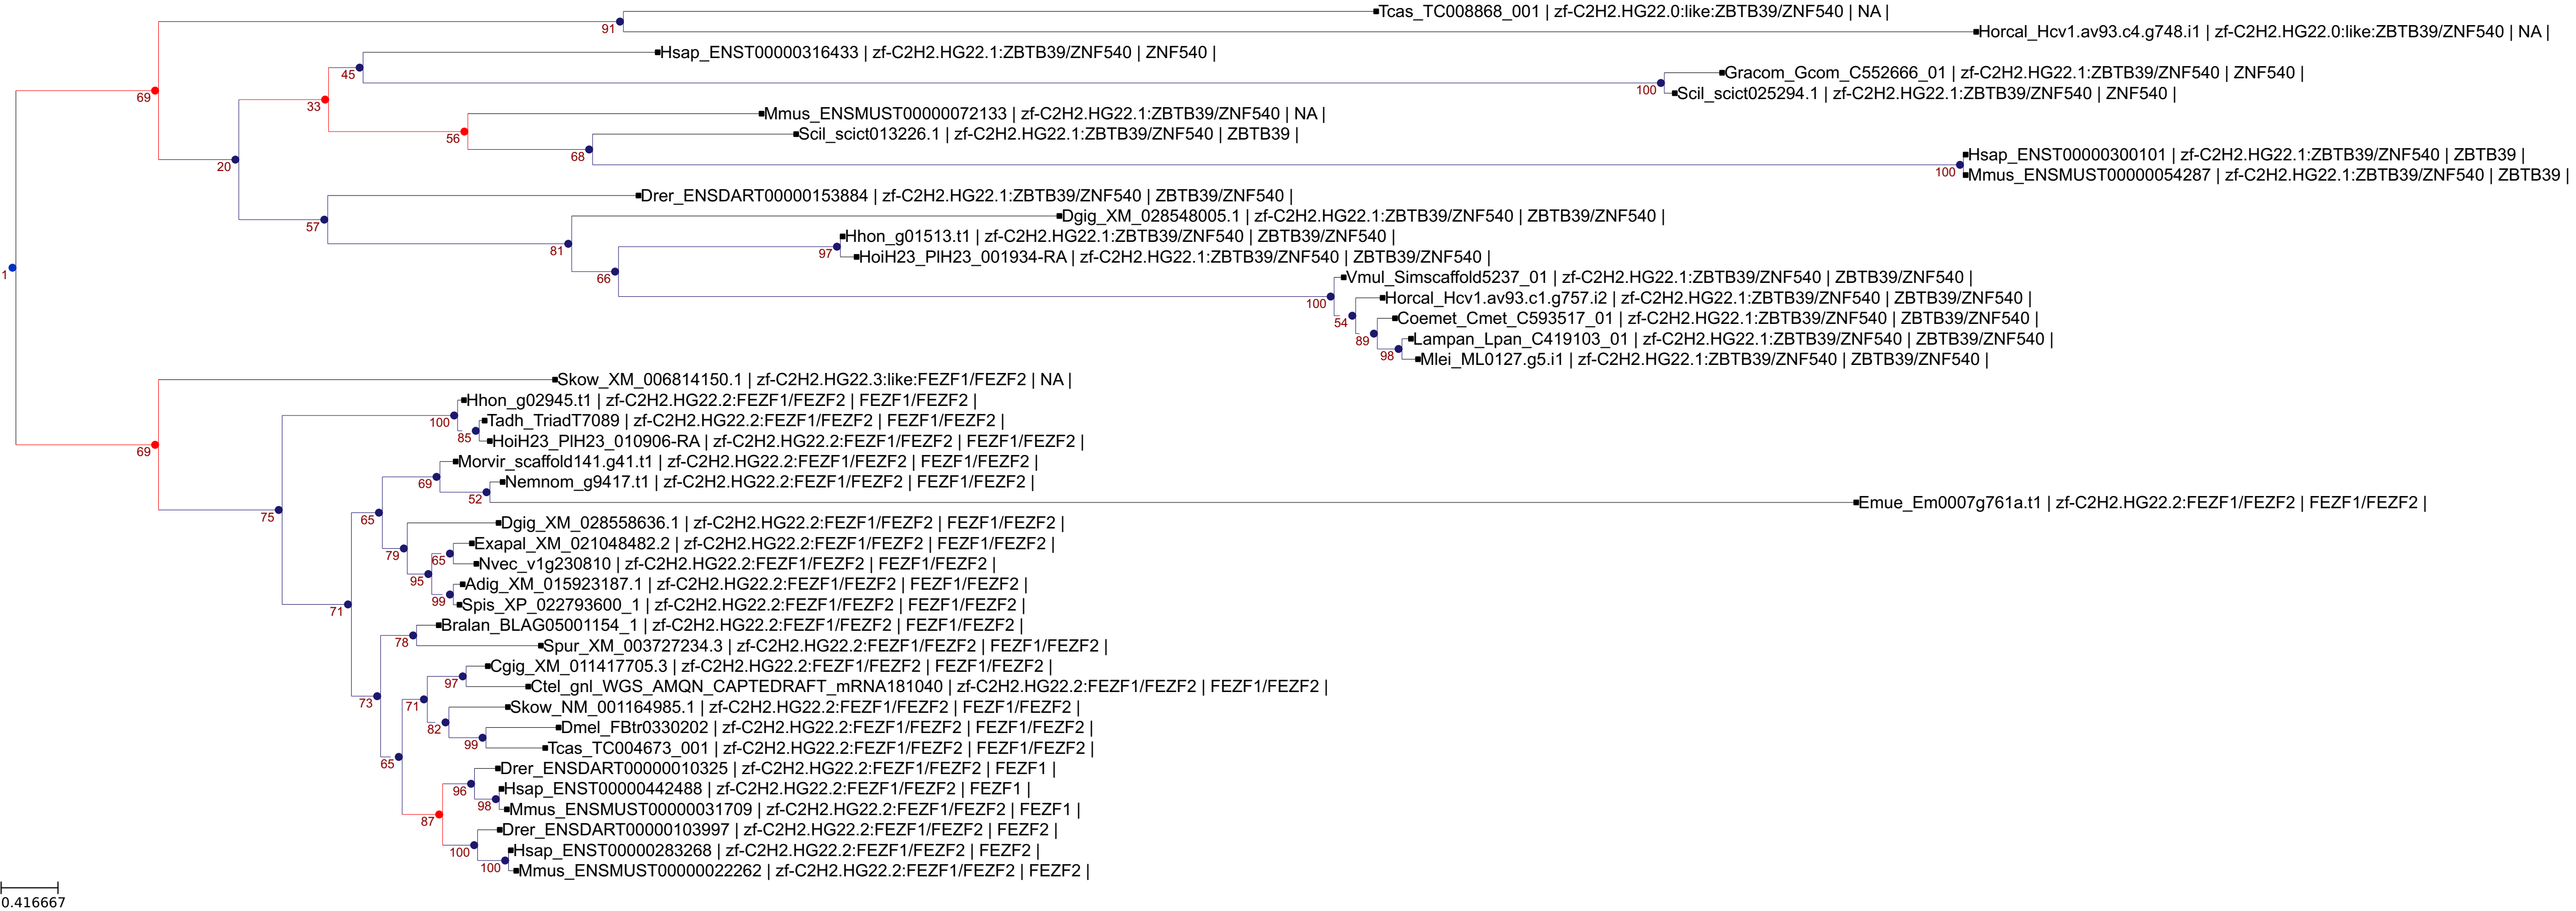 Tcas_TC008868_001 | zf-C2H2.HG22.0:like:ZBTB39/ZNF540 | NA |
91
Horcal_Hcv1.av93.c4.g748.i1 | zf-C2H2.HG22.0:like:ZBTB39/ZNF540 | NA |
Hsap_ENST00000316433 | zf-C2H2.HG22.1:ZBTB39/ZNF540 | ZNF540 |
45
Gracom_Gcom_C552666_01 | zf-C2H2.HG22.1:ZBTB39/ZNF540 | ZNF540 |
100
Scil_scict025294.1 | zf-C2H2.HG22.1:ZBTB39/ZNF540 | ZNF540 |
69
33
Mmus_ENSMUST00000072133 | zf-C2H2.HG22.1:ZBTB39/ZNF540 | NA |
56
Scil_scict013226.1 | zf-C2H2.HG22.1:ZBTB39/ZNF540 | ZBTB39 |
68
Hsap_ENST00000300101 | zf-C2H2.HG22.1:ZBTB39/ZNF540 | ZBTB39 |
20
100
Mmus_ENSMUST00000054287 | zf-C2H2.HG22.1:ZBTB39/ZNF540 | ZBTB39 |
Drer_ENSDART00000153884 | zf-C2H2.HG22.1:ZBTB39/ZNF540 | ZBTB39/ZNF540 |
57
Dgig_XM_028548005.1 | zf-C2H2.HG22.1:ZBTB39/ZNF540 | ZBTB39/ZNF540 |
Hhon_g01513.t1 | zf-C2H2.HG22.1:ZBTB39/ZNF540 | ZBTB39/ZNF540 |
81
97
HoiH23_PlH23_001934-RA | zf-C2H2.HG22.1:ZBTB39/ZNF540 | ZBTB39/ZNF540 |
1
66
Vmul_Simscaffold5237_01 | zf-C2H2.HG22.1:ZBTB39/ZNF540 | ZBTB39/ZNF540 |
100
Horcal_Hcv1.av93.c1.g757.i2 | zf-C2H2.HG22.1:ZBTB39/ZNF540 | ZBTB39/ZNF540 |
54
Coemet_Cmet_C593517_01 | zf-C2H2.HG22.1:ZBTB39/ZNF540 | ZBTB39/ZNF540 |
89
Lampan_Lpan_C419103_01 | zf-C2H2.HG22.1:ZBTB39/ZNF540 | ZBTB39/ZNF540 |
98
Mlei_ML0127.g5.i1 | zf-C2H2.HG22.1:ZBTB39/ZNF540 | ZBTB39/ZNF540 |
Skow_XM_006814150.1 | zf-C2H2.HG22.3:like:FEZF1/FEZF2 | NA |
Hhon_g02945.t1 | zf-C2H2.HG22.2:FEZF1/FEZF2 | FEZF1/FEZF2 |
100
Tadh_TriadT7089 | zf-C2H2.HG22.2:FEZF1/FEZF2 | FEZF1/FEZF2 |
85
HoiH23_PlH23_010906-RA | zf-C2H2.HG22.2:FEZF1/FEZF2 | FEZF1/FEZF2 |
69
Morvir_scaffold141.g41.t1 | zf-C2H2.HG22.2:FEZF1/FEZF2 | FEZF1/FEZF2 |
69
Nemnom_g9417.t1 | zf-C2H2.HG22.2:FEZF1/FEZF2 | FEZF1/FEZF2 |
52
Emue_Em0007g761a.t1 | zf-C2H2.HG22.2:FEZF1/FEZF2 | FEZF1/FEZF2 |
75
65
Dgig_XM_028558636.1 | zf-C2H2.HG22.2:FEZF1/FEZF2 | FEZF1/FEZF2 |
Exapal_XM_021048482.2 | zf-C2H2.HG22.2:FEZF1/FEZF2 | FEZF1/FEZF2 |
79
65
Nvec_v1g230810 | zf-C2H2.HG22.2:FEZF1/FEZF2 | FEZF1/FEZF2 |
95
Adig_XM_015923187.1 | zf-C2H2.HG22.2:FEZF1/FEZF2 | FEZF1/FEZF2 |
99
Spis_XP_022793600_1 | zf-C2H2.HG22.2:FEZF1/FEZF2 | FEZF1/FEZF2 |
71
Bralan_BLAG05001154_1 | zf-C2H2.HG22.2:FEZF1/FEZF2 | FEZF1/FEZF2 |
78
Spur_XM_003727234.3 | zf-C2H2.HG22.2:FEZF1/FEZF2 | FEZF1/FEZF2 |
Cgig_XM_011417705.3 | zf-C2H2.HG22.2:FEZF1/FEZF2 | FEZF1/FEZF2 |
97
Ctel_gnl_WGS_AMQN_CAPTEDRAFT_mRNA181040 | zf-C2H2.HG22.2:FEZF1/FEZF2 | FEZF1/FEZF2 |
73
71
Skow_NM_001164985.1 | zf-C2H2.HG22.2:FEZF1/FEZF2 | FEZF1/FEZF2 |
82
Dmel_FBtr0330202 | zf-C2H2.HG22.2:FEZF1/FEZF2 | FEZF1/FEZF2 |
99
Tcas_TC004673_001 | zf-C2H2.HG22.2:FEZF1/FEZF2 | FEZF1/FEZF2 |
65
Drer_ENSDART00000010325 | zf-C2H2.HG22.2:FEZF1/FEZF2 | FEZF1 |
96
Hsap_ENST00000442488 | zf-C2H2.HG22.2:FEZF1/FEZF2 | FEZF1 |
98
Mmus_ENSMUST00000031709 | zf-C2H2.HG22.2:FEZF1/FEZF2 | FEZF1 |
87
Drer_ENSDART00000103997 | zf-C2H2.HG22.2:FEZF1/FEZF2 | FEZF2 |
100
Hsap_ENST00000283268 | zf-C2H2.HG22.2:FEZF1/FEZF2 | FEZF2 |
100
Mmus_ENSMUST00000022262 | zf-C2H2.HG22.2:FEZF1/FEZF2 | FEZF2 |
0.416667